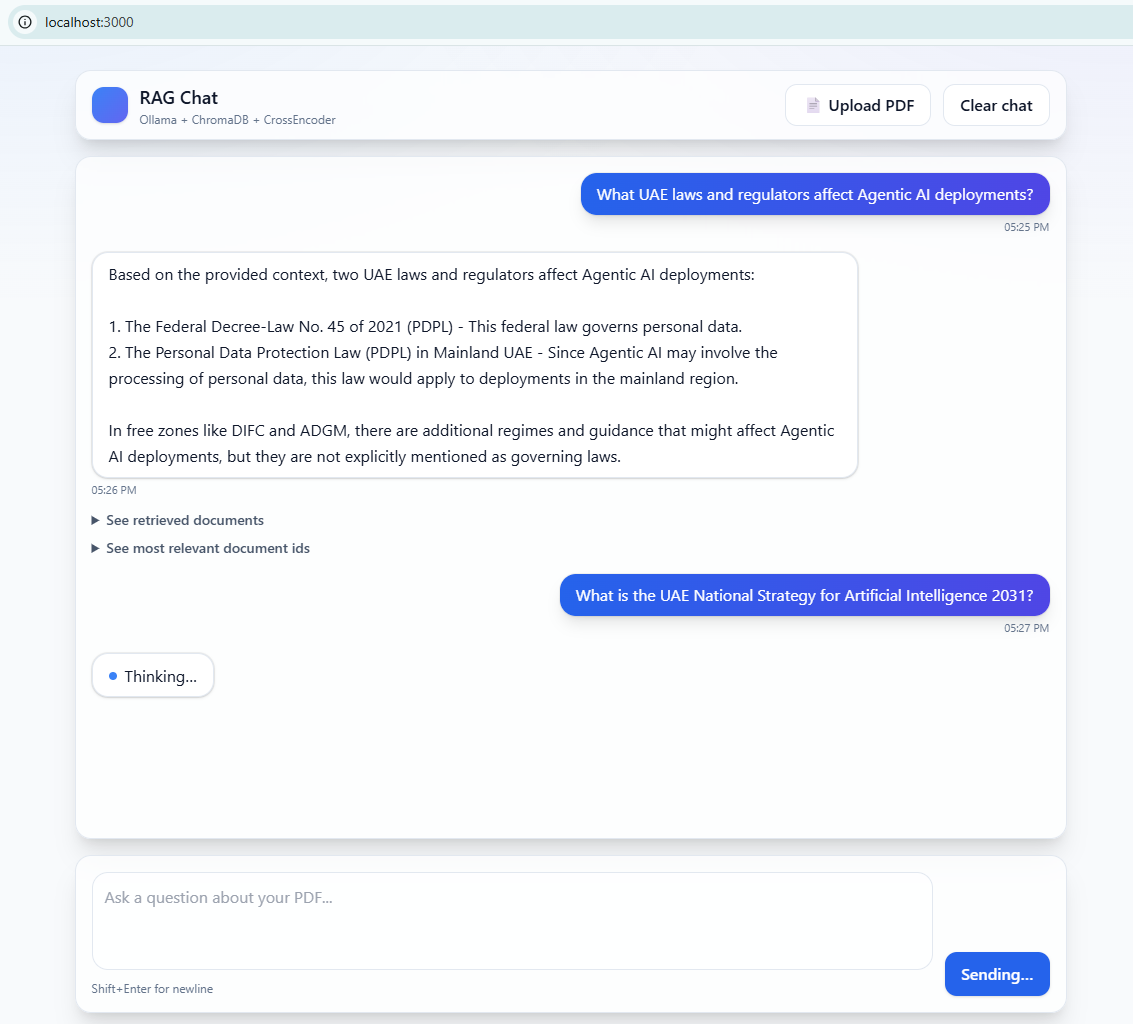 localhost:3000
RAG Chat
Ollama + ChromaDB + CrossEncoder
Upload PDF
Clear chat
What UAE laws and regulators affect Agentic AI deployments?
05:25 PM
Based on the provided context, two UAE laws and regulators affect Agentic AI deployments:
1. The Federal Decree-Law No. 45 of 2021 (PDPL) - This federal law governs personal data.
2. The Personal Data Protection Law (PDPL) in Mainland UAE - Since Agentic AI may involve the
processing of personal data, this law would apply to deployments in the mainland region.
In free zones like DIFC and ADGM, there are additional regimes and guidance that might affect Agentic
AI deployments, but they are not explicitly mentioned as governing laws.
05:26 PM
See retrieved documents
See most relevant document ids
What is the UAE National Strategy for Artificial Intelligence 2031?
05:27 PM
Thinking...
Ask a question about your PDF...
Sending...
Shift+Enter for newline